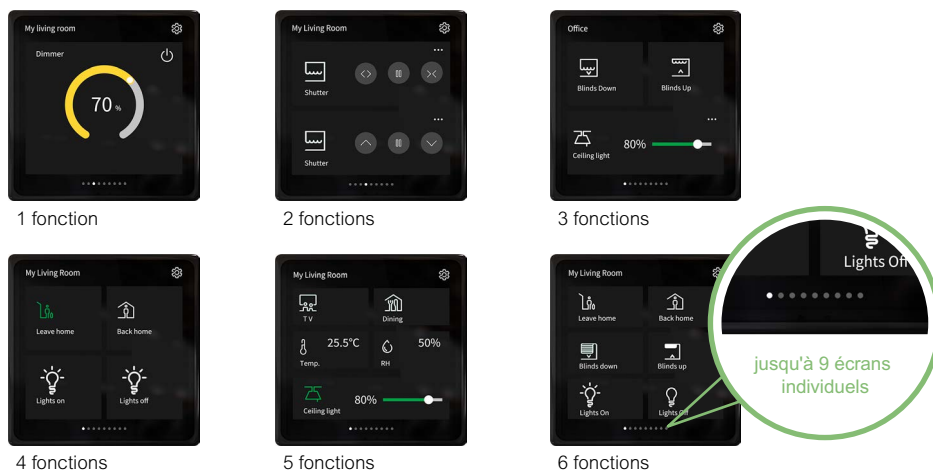 My living room
Dimmer
70 %
1 fonction
My Living Room
Shutter
Shutter
2 fonctions
Office
Blinds Down
Blinds Up
Ceiling light
80%
3 fonctions
My Living Room
Leave home
Back home
Lights on
Lights off
4 fonctions
My Living Room
TV
Dining
25.5°C
50%
Temp.
RH
Ceiling light
80%
5 fonctions
My Living Room
Leave home
Back home
Blinds down
Blinds up
Lights On
Lights Off
6 fonctions
Lights Off
jusqu'à 9 écrans
individuels